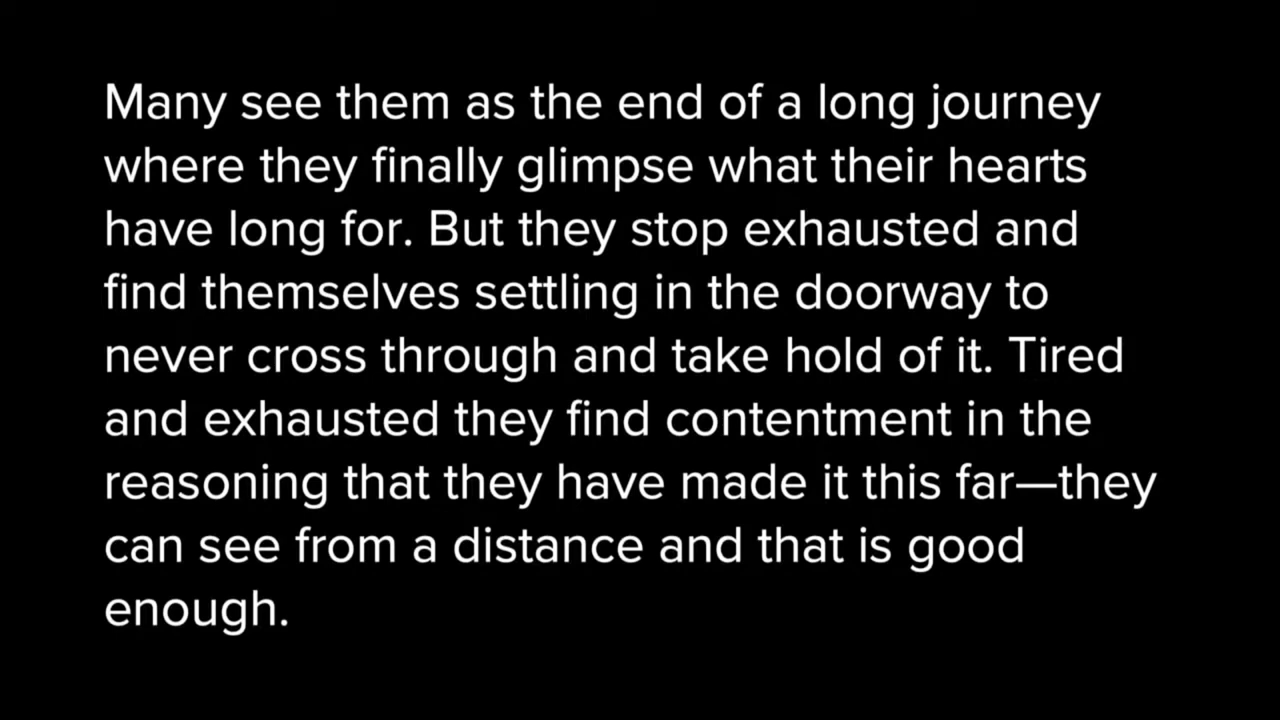 Many see them as the end of a long journey
where they finally glimpse what their hearts
have long for. But they stop exhausted and
find themselves settling in the doorway to
never cross through and take hold of it. Tired
and exhausted they find contentment in the
reasoning that they have made it this far—they
can see from a distance and that is good
enough.